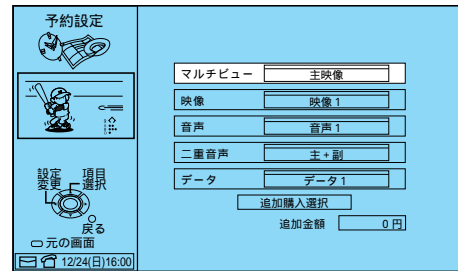 予約設定
マルチビュー 主映像
映像 映像1
音声 音声1
二重音声 主+副
データ データ1
追加購入選択
追加金額 0円
設定変更 項目選択
戻る
元の画面
12/24(日)16:00